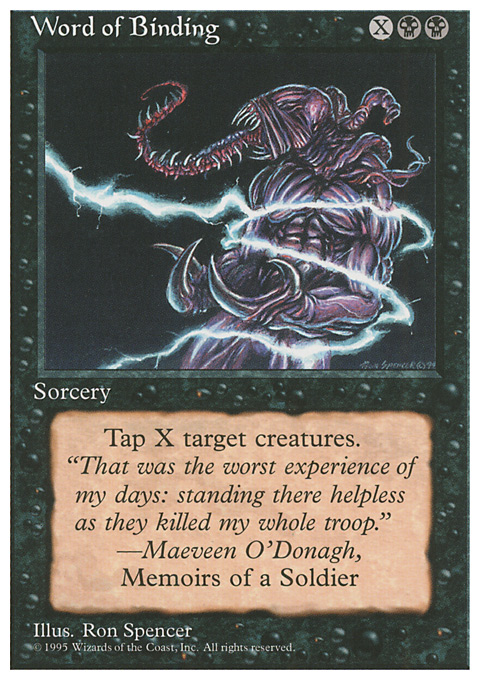 Word of Binding
X
Sorcery
Tap X target creatures.
“That was the worst experience of
my days: standing there helpless
as they killed my whole troop.”
—Maeveen O’Donagh,
Memoirs of a Soldier
Illus. Ron Spencer
© 1995 Wizards of the Coast, Inc. All rights reserved.